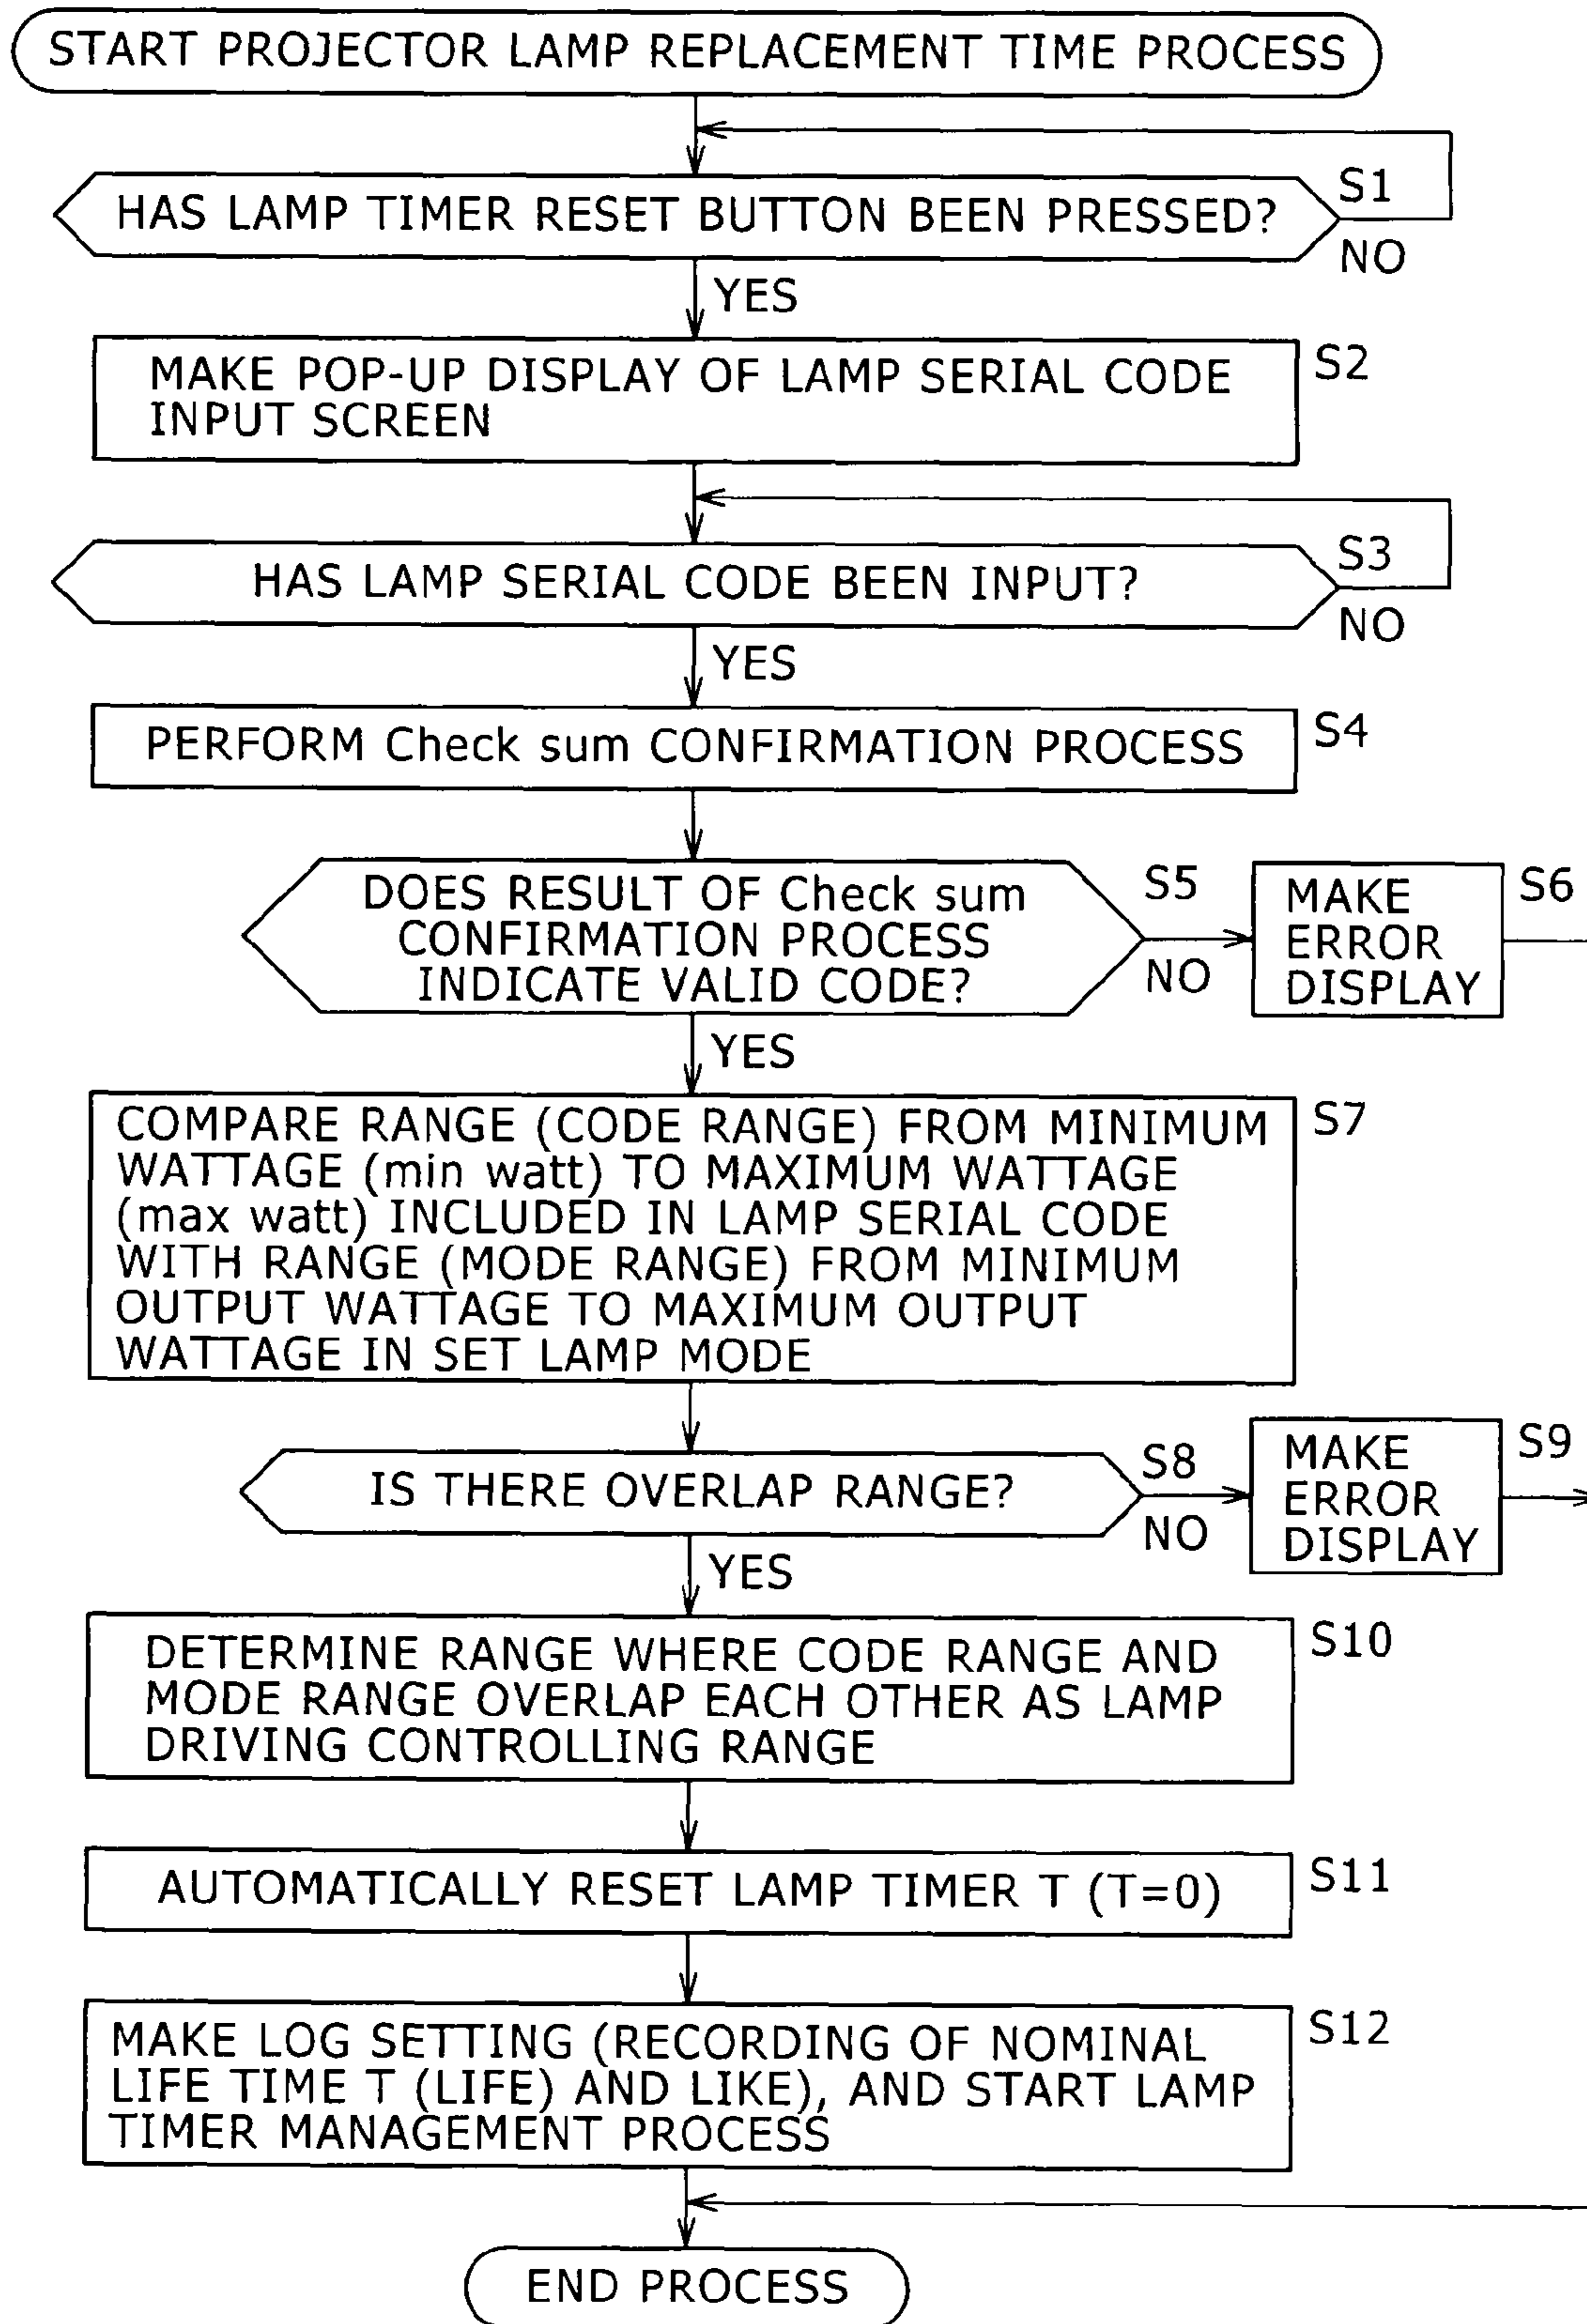 START PROJECTOR LAMP REPLACEMENT TIME PROCESS
HAS LAMP TIMER RESET BUTTON BEEN PRESSED?
S1
NO
YES
MAKE POP-UP DISPLAY OF LAMP SERIAL CODE
INPUT SCREEN
S2
HAS LAMP SERIAL CODE BEEN INPUT?
S3
NO
YES
PERFORM Check sum CONFIRMATION PROCESS
S4
DOES RESULT OF Check sum
CONFIRMATION PROCESS
INDICATE VALID CODE?
S5
NO
MAKE
ERROR
DISPLAY
S6
YES
COMPARE RANGE (CODE RANGE) FROM MINIMUM
WATTAGE (min watt) TO MAXIMUM WATTAGE
(max watt) INCLUDED IN LAMP SERIAL CODE
WITH RANGE (MODE RANGE) FROM MINIMUM
OUTPUT WATTAGE TO MAXIMUM OUTPUT
WATTAGE IN SET LAMP MODE
S7
IS THERE OVERLAP RANGE?
S8
NO
MAKE
ERROR
DISPLAY
S9
YES
DETERMINE RANGE WHERE CODE RANGE AND
MODE RANGE OVERLAP EACH OTHER AS LAMP
DRIVING CONTROLLING RANGE
S10
AUTOMATICALLY RESET LAMP TIMER T (T=0)
S11
MAKE LOG SETTING (RECORDING OF NOMINAL
LIFE TIME T (LIFE) AND LIKE), AND START LAMP
TIMER MANAGEMENT PROCESS
S12
END PROCESS